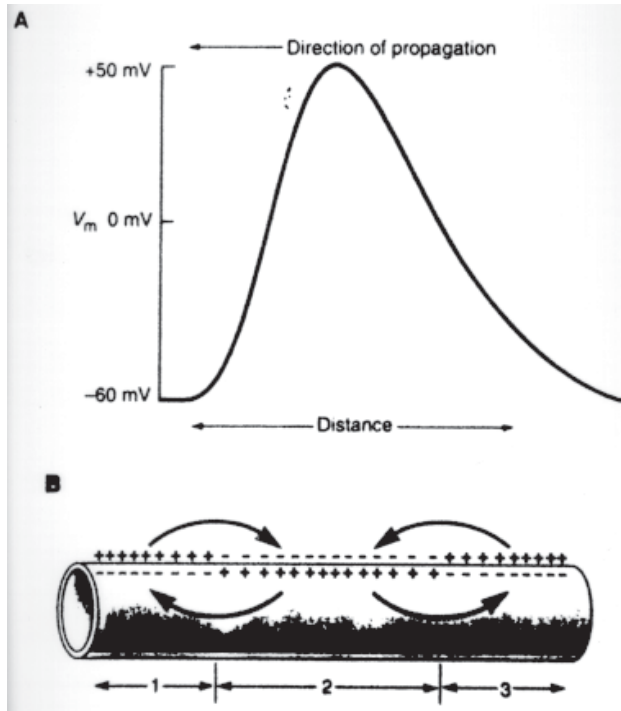 A
Direction of propagation
+50 mV
Vm 0 mV
–60 mV
Distance
B
+++++++++ - - - - - - - - - - - - - +++++++++++
- - - - - - - - - +++++++++++++ - - - - - - - - -
1 2 3